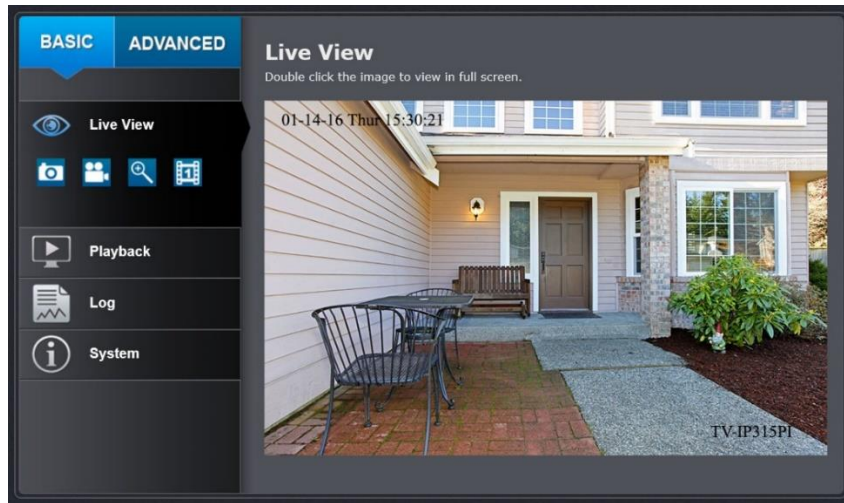 BASIC
ADVANCED
Live View
Double click the image to view in full screen.
Live View
01-14-16 Thur 15:30:21
1
Playback
Log
i
System
TV-IP315PI